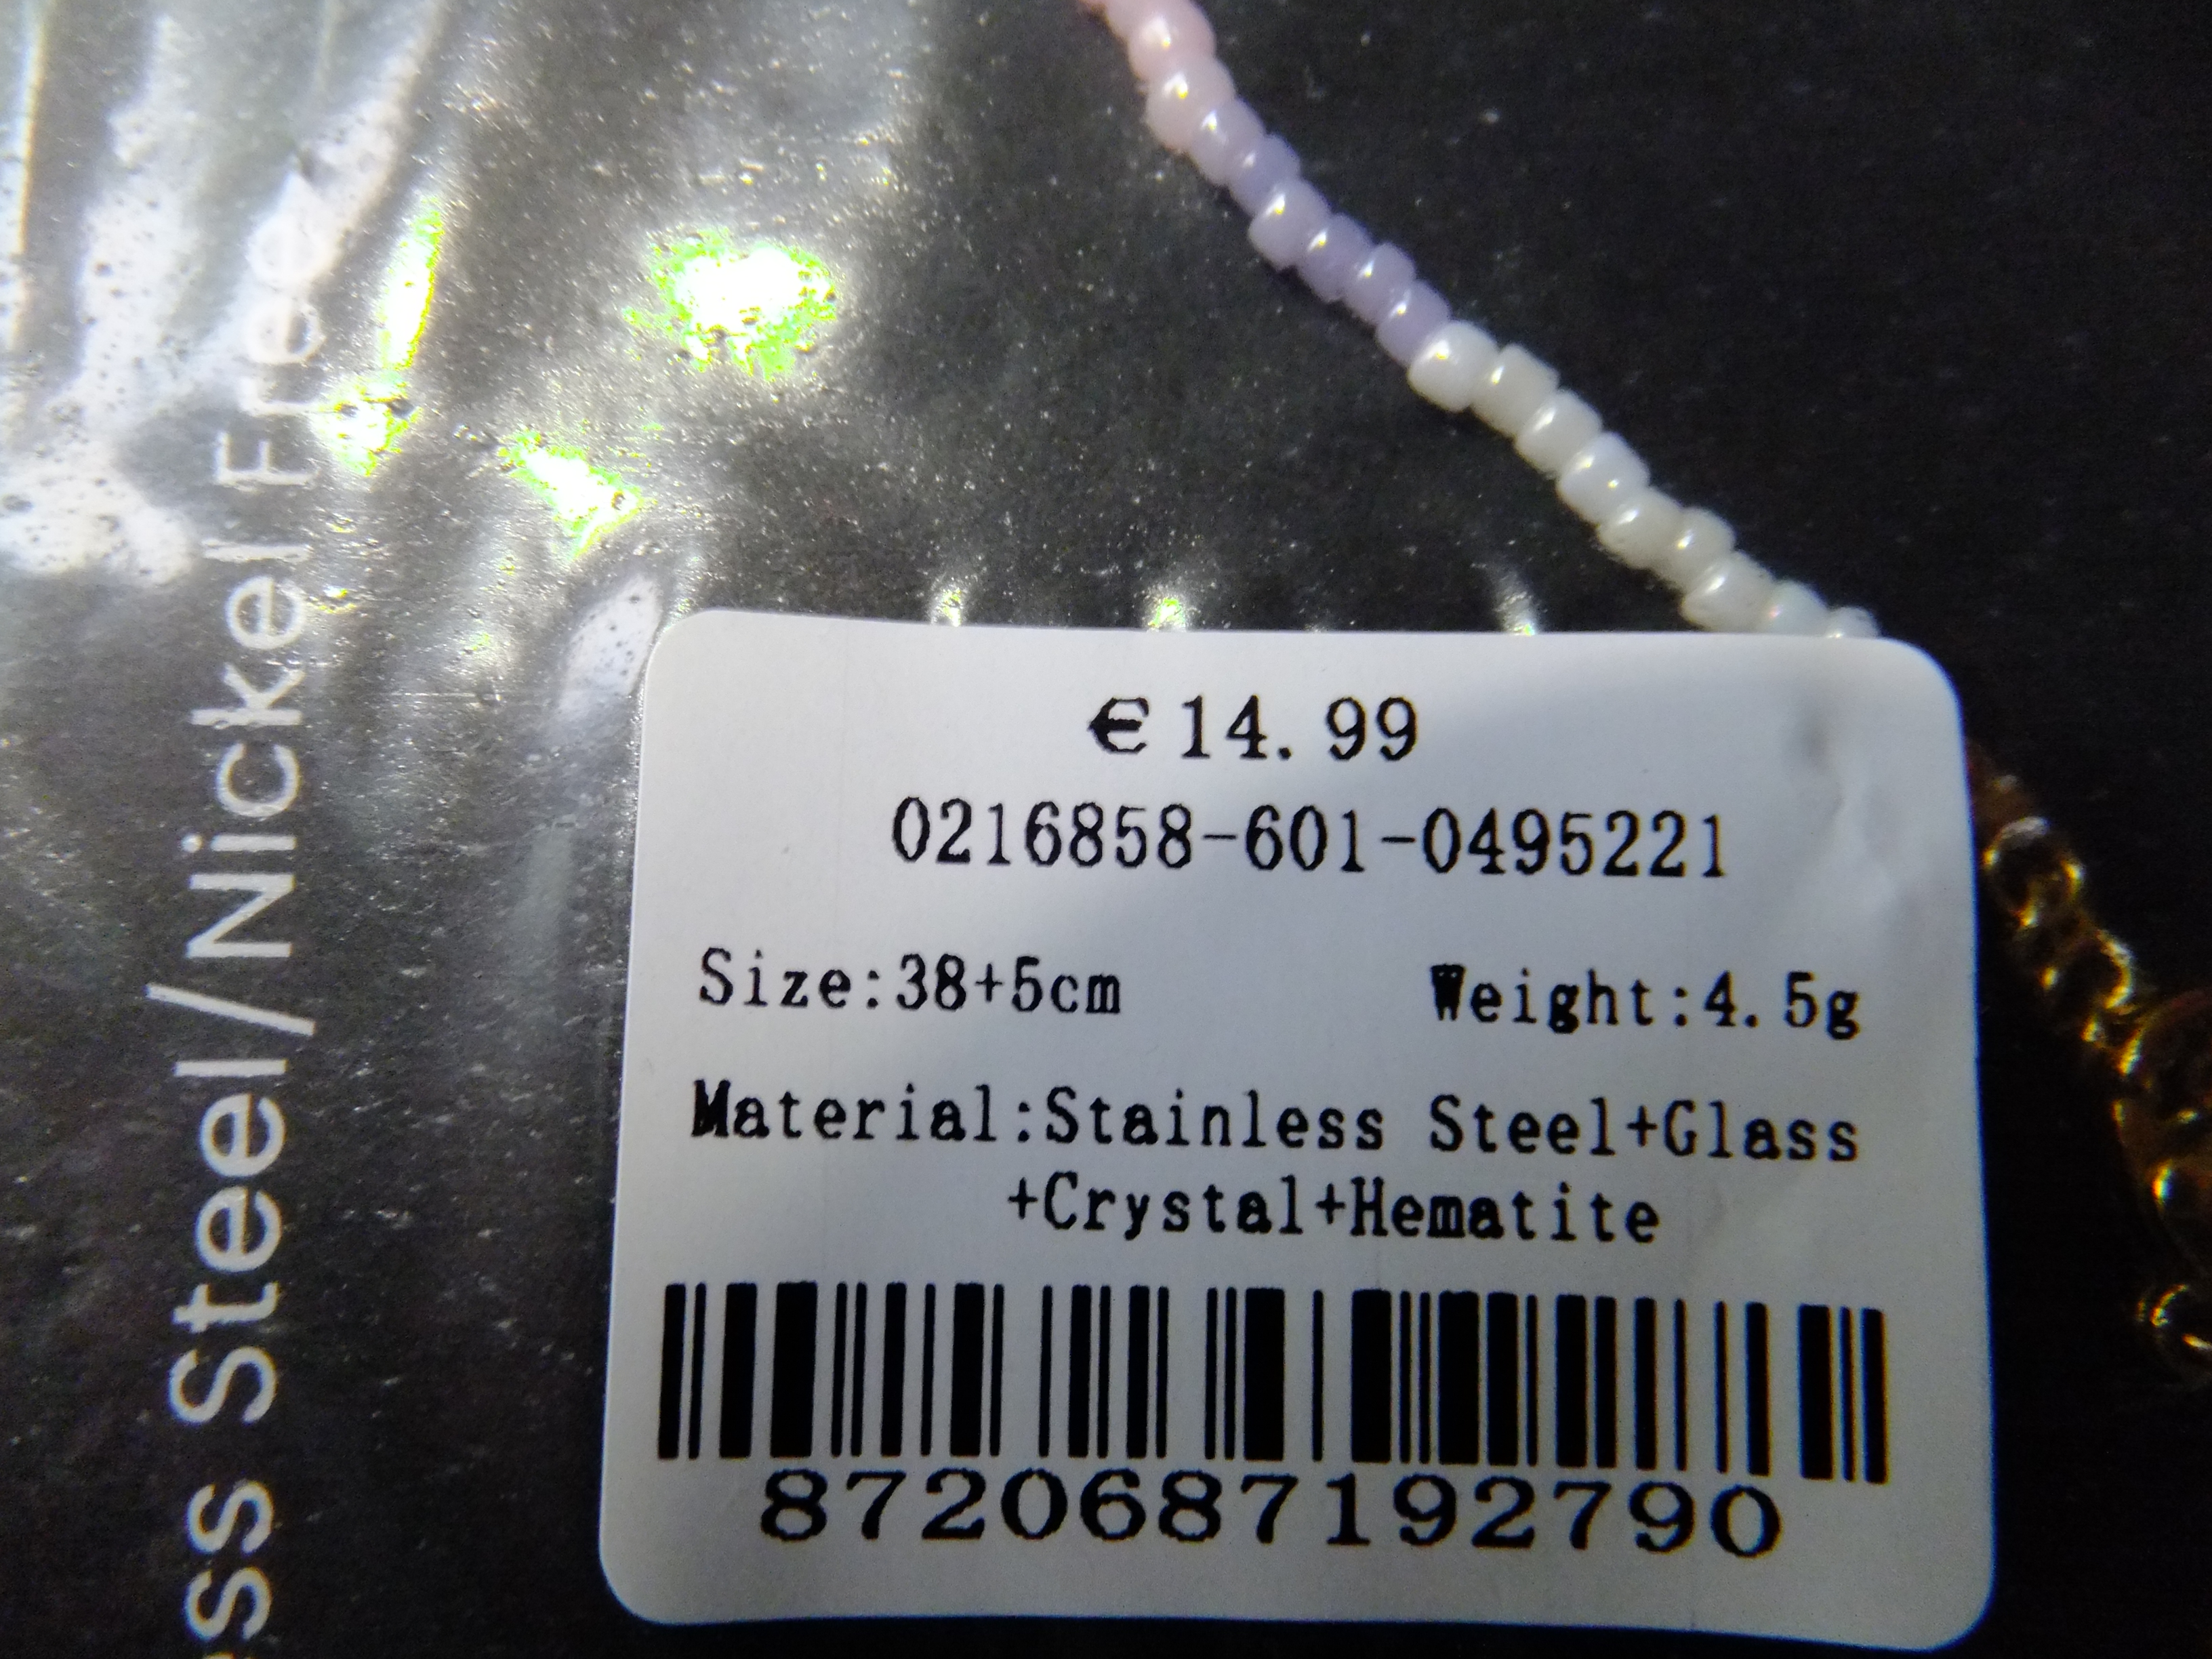 ss Steel/Nickel Free
€14.99
0216858-601-0495221
Size:38+5cm Weight:4.5g
Material:Stainless Steel+Glass
+Crystal+Hematite
8720687192790